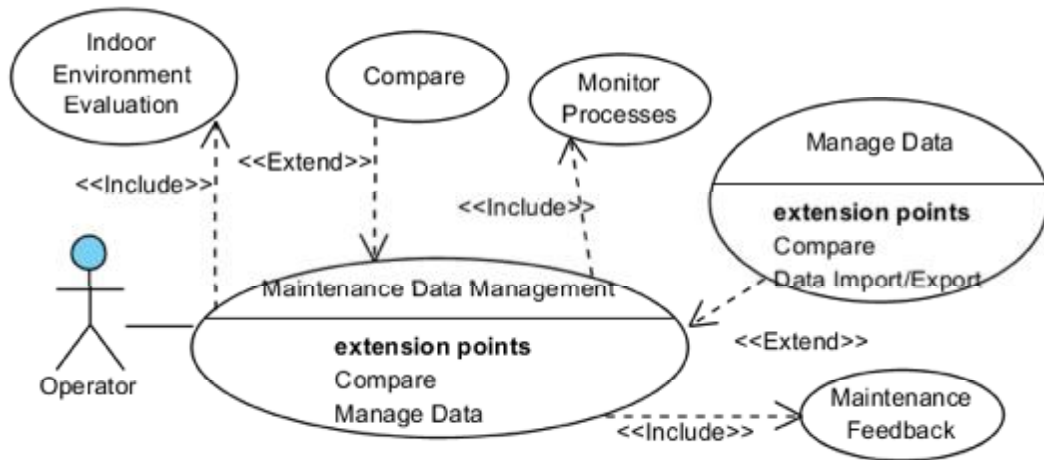 Indoor
Environment
Evaluation
Compare
Monitor
Processes
Manage Data
extension points
Compare
Data Import/Export
<<Extend>>
<<Include>>
<<Include>>
Maintenance Data Management
extension points
Compare
Manage Data
Operator
<<Extend>>
<<Include>>
Maintenance
Feedback